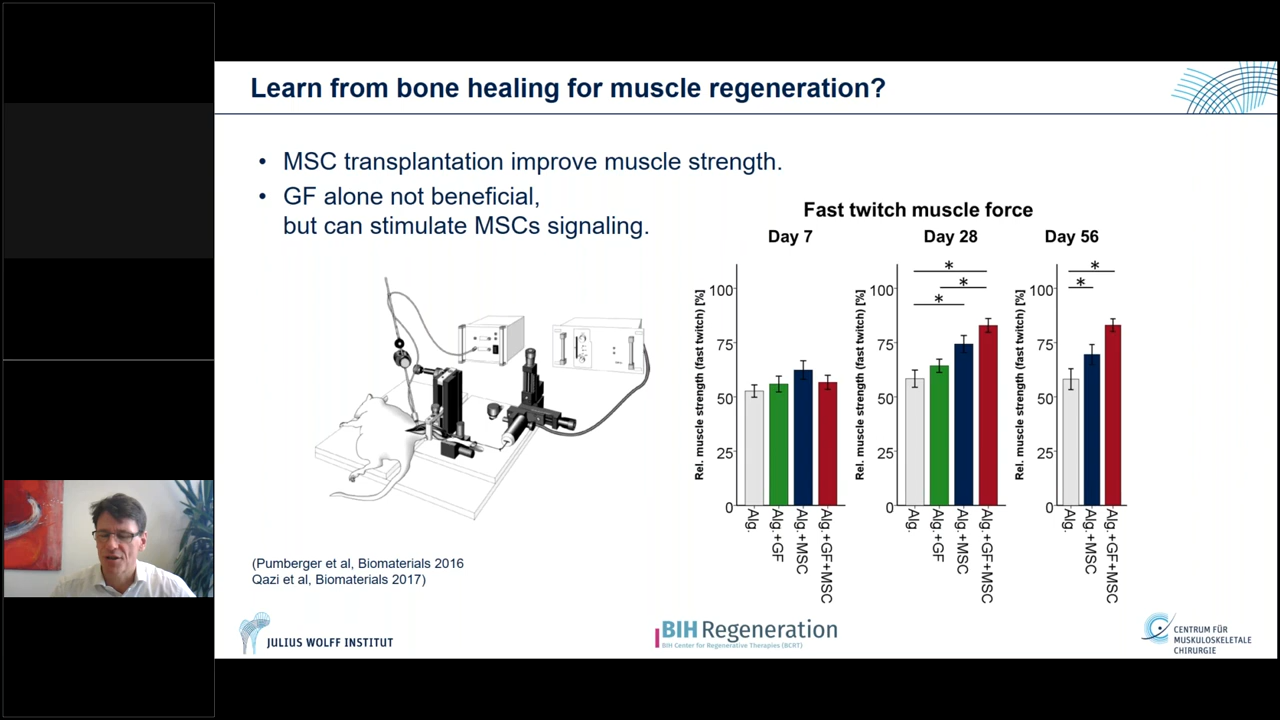 Learn from bone healing for muscle regeneration?
• MSC transplantation improve muscle strength.
• GF alone not beneficial,
but can stimulate MSCs signaling.
Fast twitch muscle force
Day 7
Rel. muscle strength (fast twitch) [%]
100
75
50
25
0
Alg.
Alg.+GF
Alg.+MSC
Alg.+GF+MSC
Day 28
Rel. muscle strength (fast twitch) [%]
100
75
50
25
0
*
*
*
Alg.
Alg.+GF
Alg.+MSC
Alg.+GF+MSC
Day 56
Rel. muscle strength (fast twitch) [%]
100
75
50
25
0
*
*
Alg.
Alg.+MSC
Alg.+GF+MSC
(Pumberger et al, Biomaterials 2016
Qazi et al, Biomaterials 2017)
JULIUS WOLFF INSTITUT
BIH Regeneration
BIH Center for Regenerative Therapies (BCRT)
CENTRUM FÜR
MUSKULOSKELETALE
CHIRURGIE